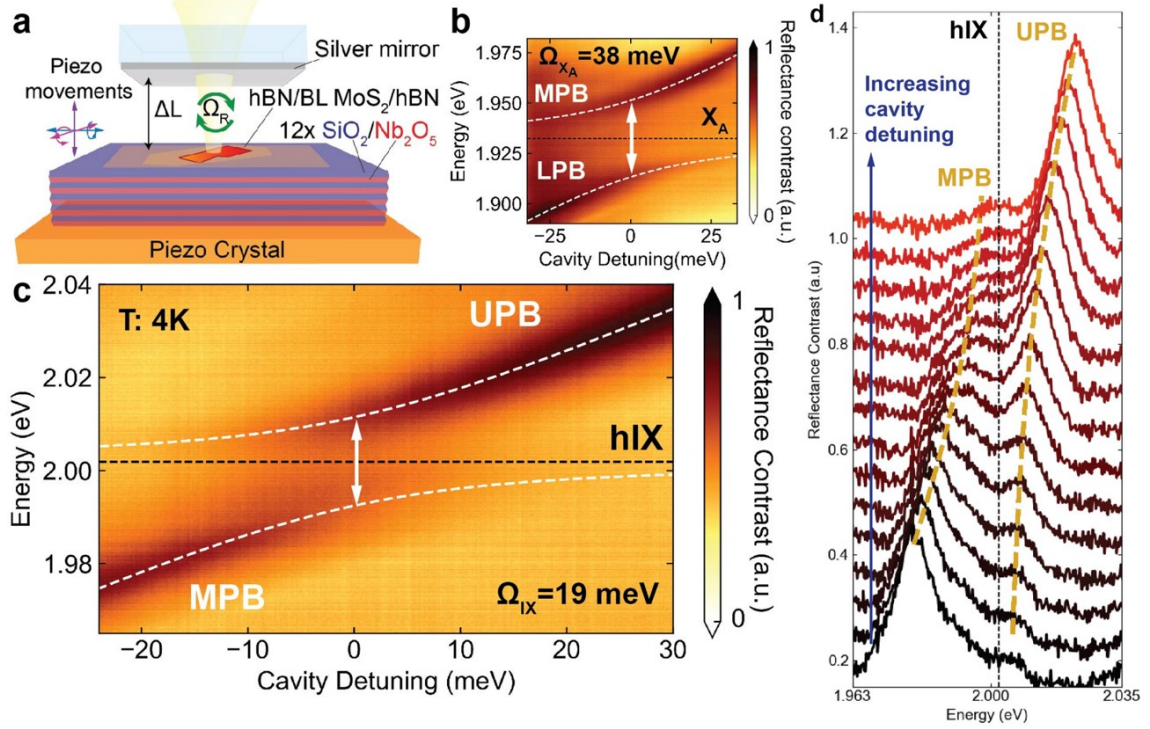 a
Silver mirror
Piezo
movements
ΔL
Ω_R
hBN/BL MoS₂/hBN
12x SiO₂/Nb₂O₅
Piezo Crystal
b
Ω_{X_A}=38 meV
MPB
X_A
LPB
Energy (eV)
1.975
1.950
1.925
1.900
−25
0
25
Cavity Detuning(meV)
1
0
Reflectance contrast (a.u.)
c
T: 4K
UPB
hIX
MPB
Ω_IX=19 meV
Energy (eV)
2.04
2.02
2.00
1.98
−20
−10
0
10
20
30
Cavity Detuning (meV)
1
0
Reflectance Contrast (a.u.)
d
hIX
UPB
Increasing
cavity
detuning
MPB
Reflectance Contrast (a.u)
1.4
1.2
1.0
0.8
0.6
0.4
0.2
1.963
2.000
2.035
Energy (eV)